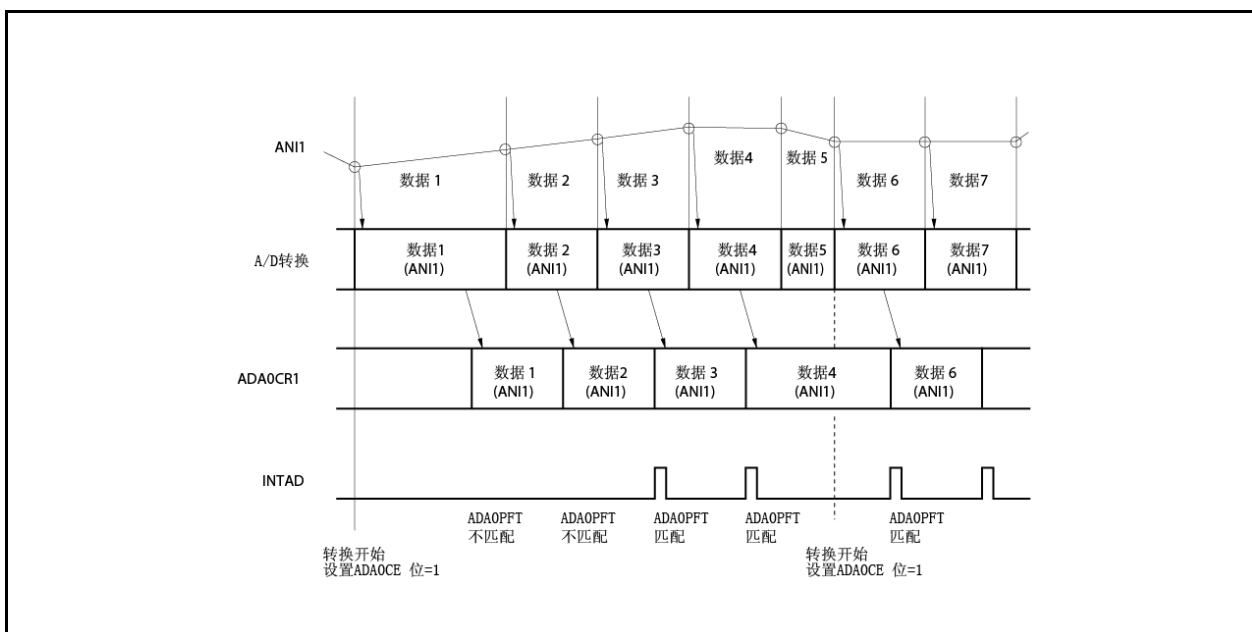 ANI1
数据 1
数据 2
数据 3
数据4
数据 5
数据 6
数据7
A/D转换
数据1
(ANI1)
数据 2
(ANI1)
数据3
(ANI1)
数据4
(ANI1)
数据5
(ANI1)
数据 6
(ANI1)
数据7
(ANI1)
ADA0CR1
数据 1
(ANI1)
数据2
(ANI1)
数据 3
(ANI1)
数据4
(ANI1)
数据 6
(ANI1)
INTAD
ADA0PFT
不匹配
ADA0PFT
不匹配
ADA0PFT
匹配
ADA0PFT
匹配
ADA0PFT
匹配
转换开始
设置ADA0CE 位=1
转换开始
设置ADA0CE 位=1